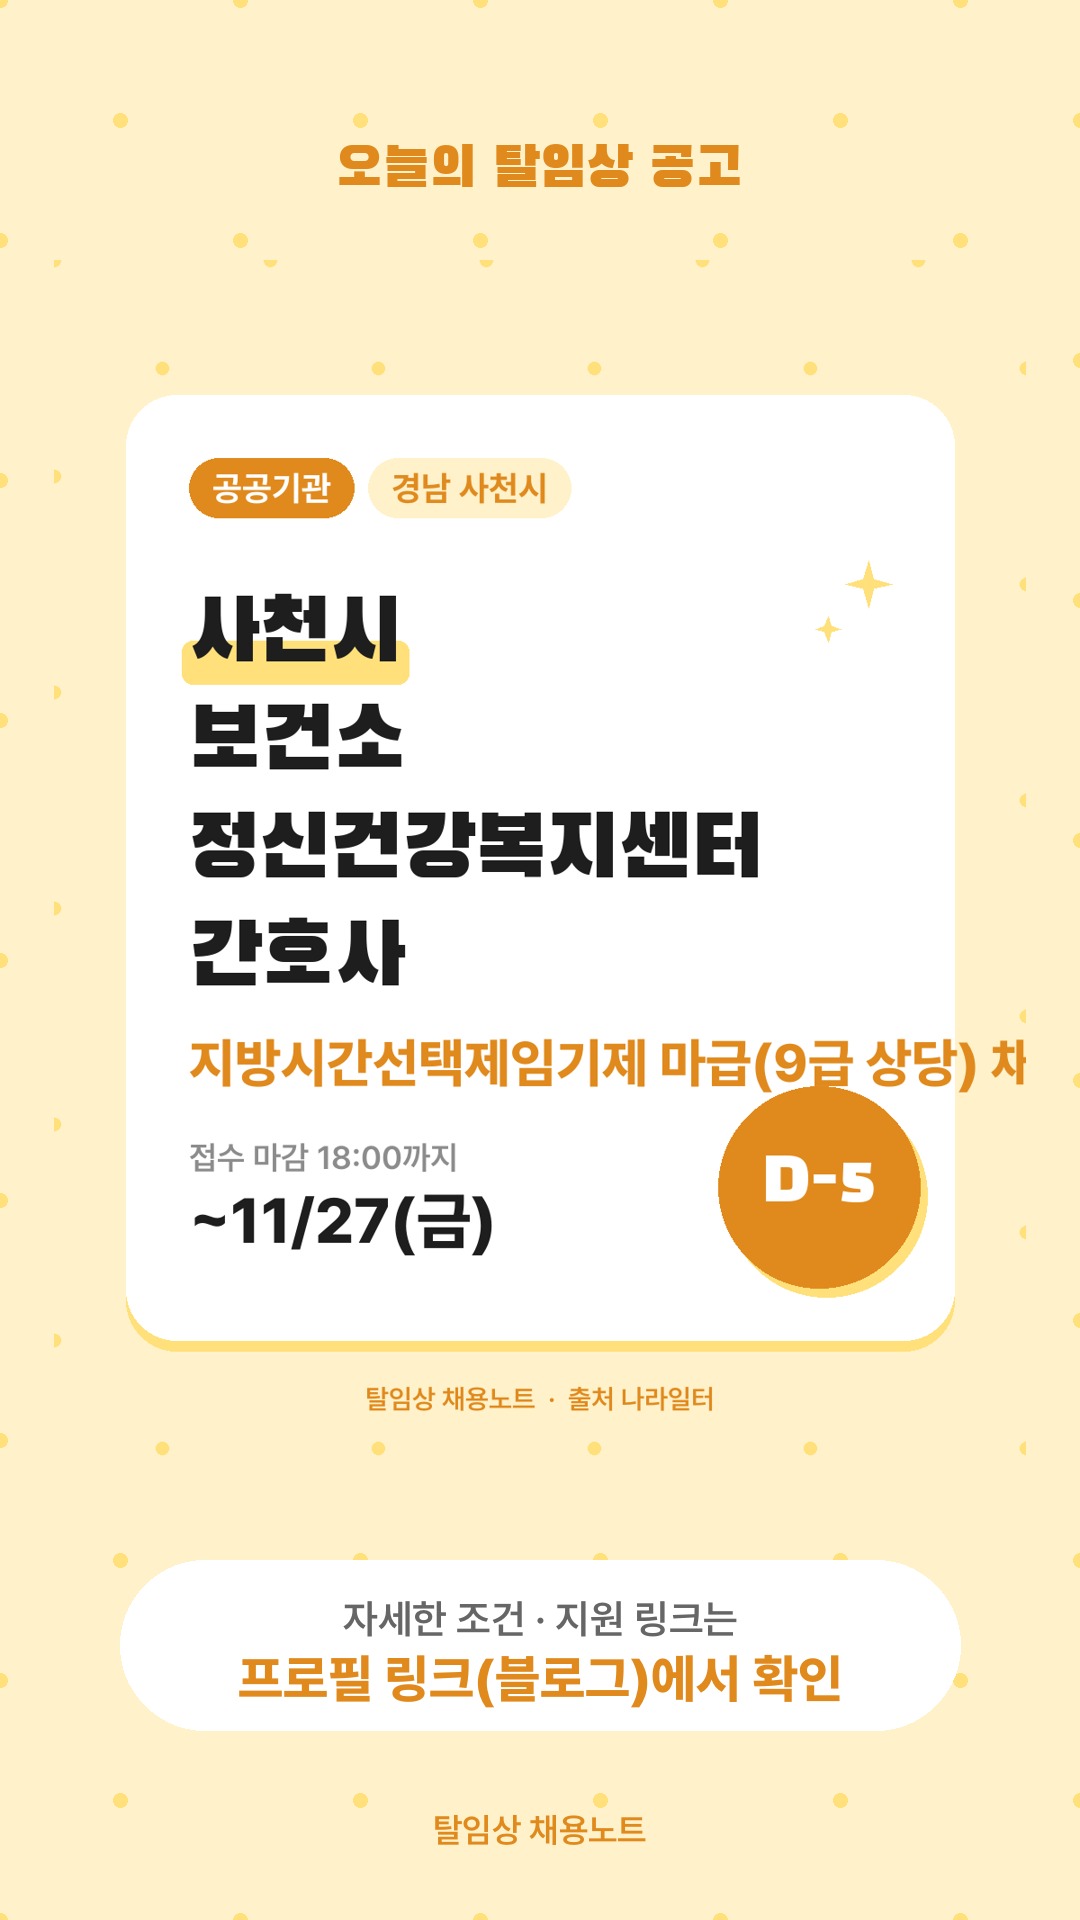 오늘의 탈임상 공고
공공기관 경남 사천시
사천시
보건소
정신건강복지센터
간호사
지방시간선택제임기제 마급(9급 상당)
접수 마감 18:00까지
~11/27(금)
D-5
탈임상 채용노트 · 출처 나라일터
자세한 조건 · 지원 링크는
프로필 링크(블로그)에서 확인
탈임상 채용노트